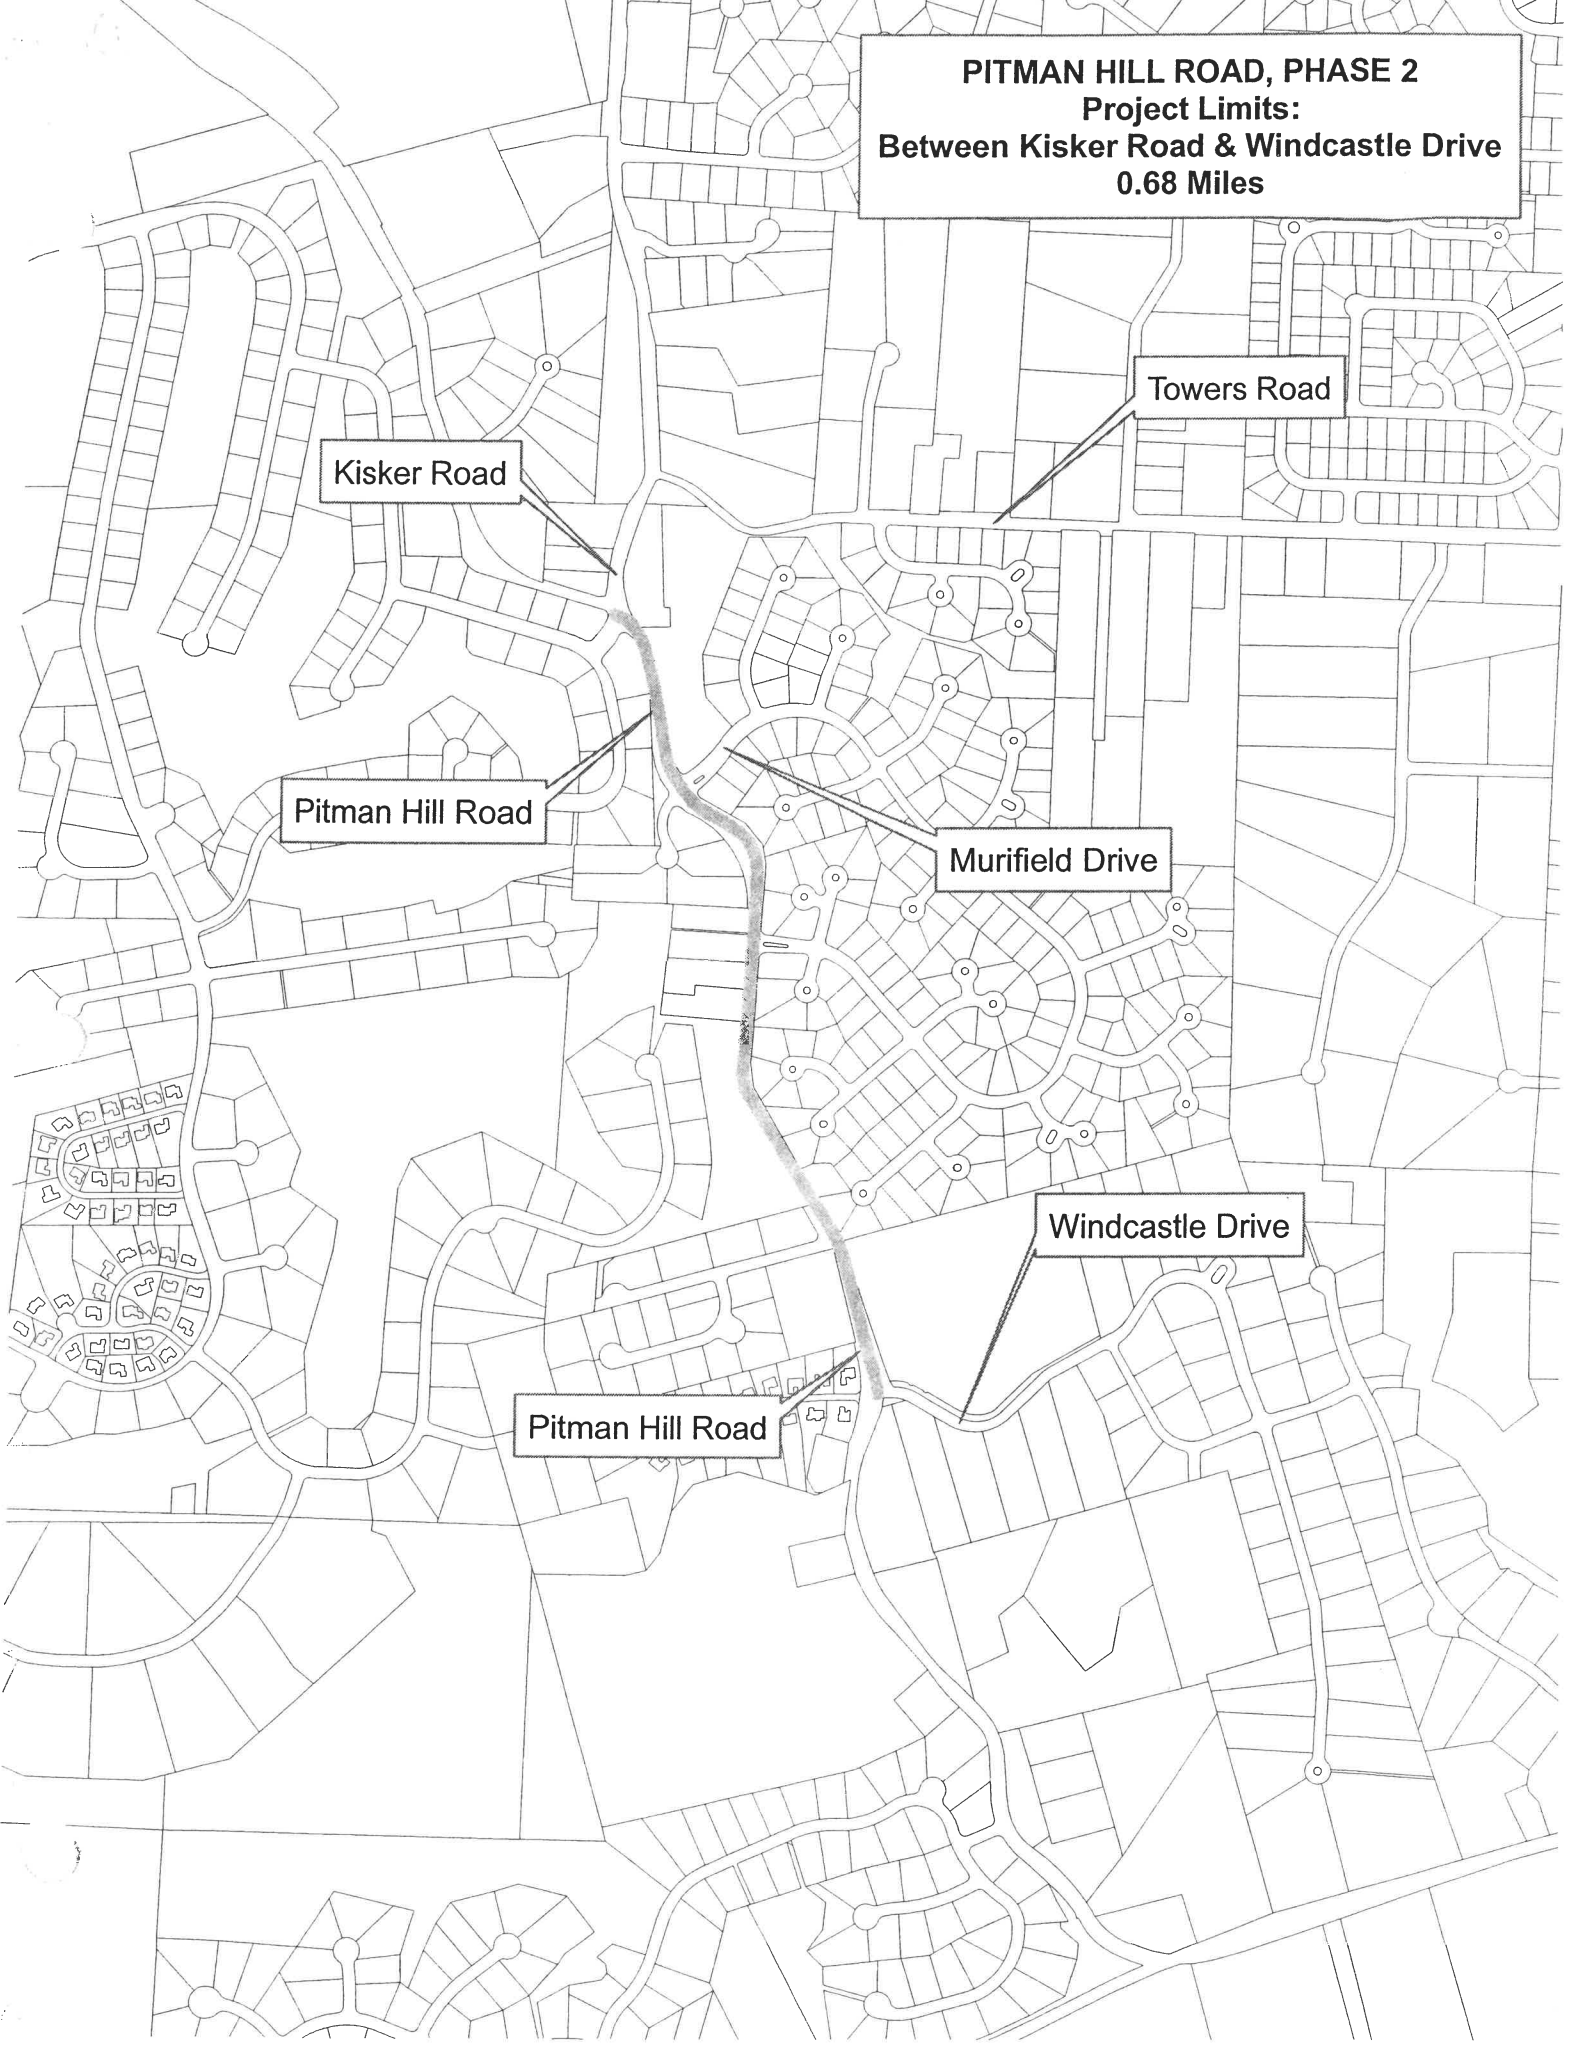 PITMAN HILL ROAD, PHASE 2
Project Limits:
Between Kisker Road & Windcastle Drive
0.68 Miles
Towers Road
Kisker Road
Pitman Hill Road
Murifield Drive
Windcastle Drive
Pitman Hill Road